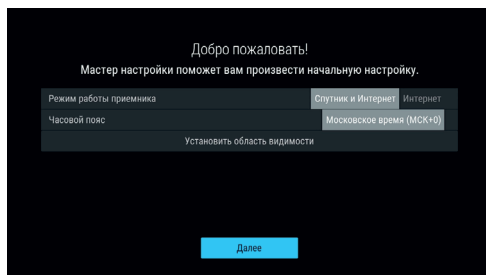 Добро пожаловать!
Мастер настройки поможет вам произвести начальную настройку.
Режим работы приемника Спутник и Интернет Интернет
Часовой пояс Московское время (МСК+0)
Установить область видимости
Далее